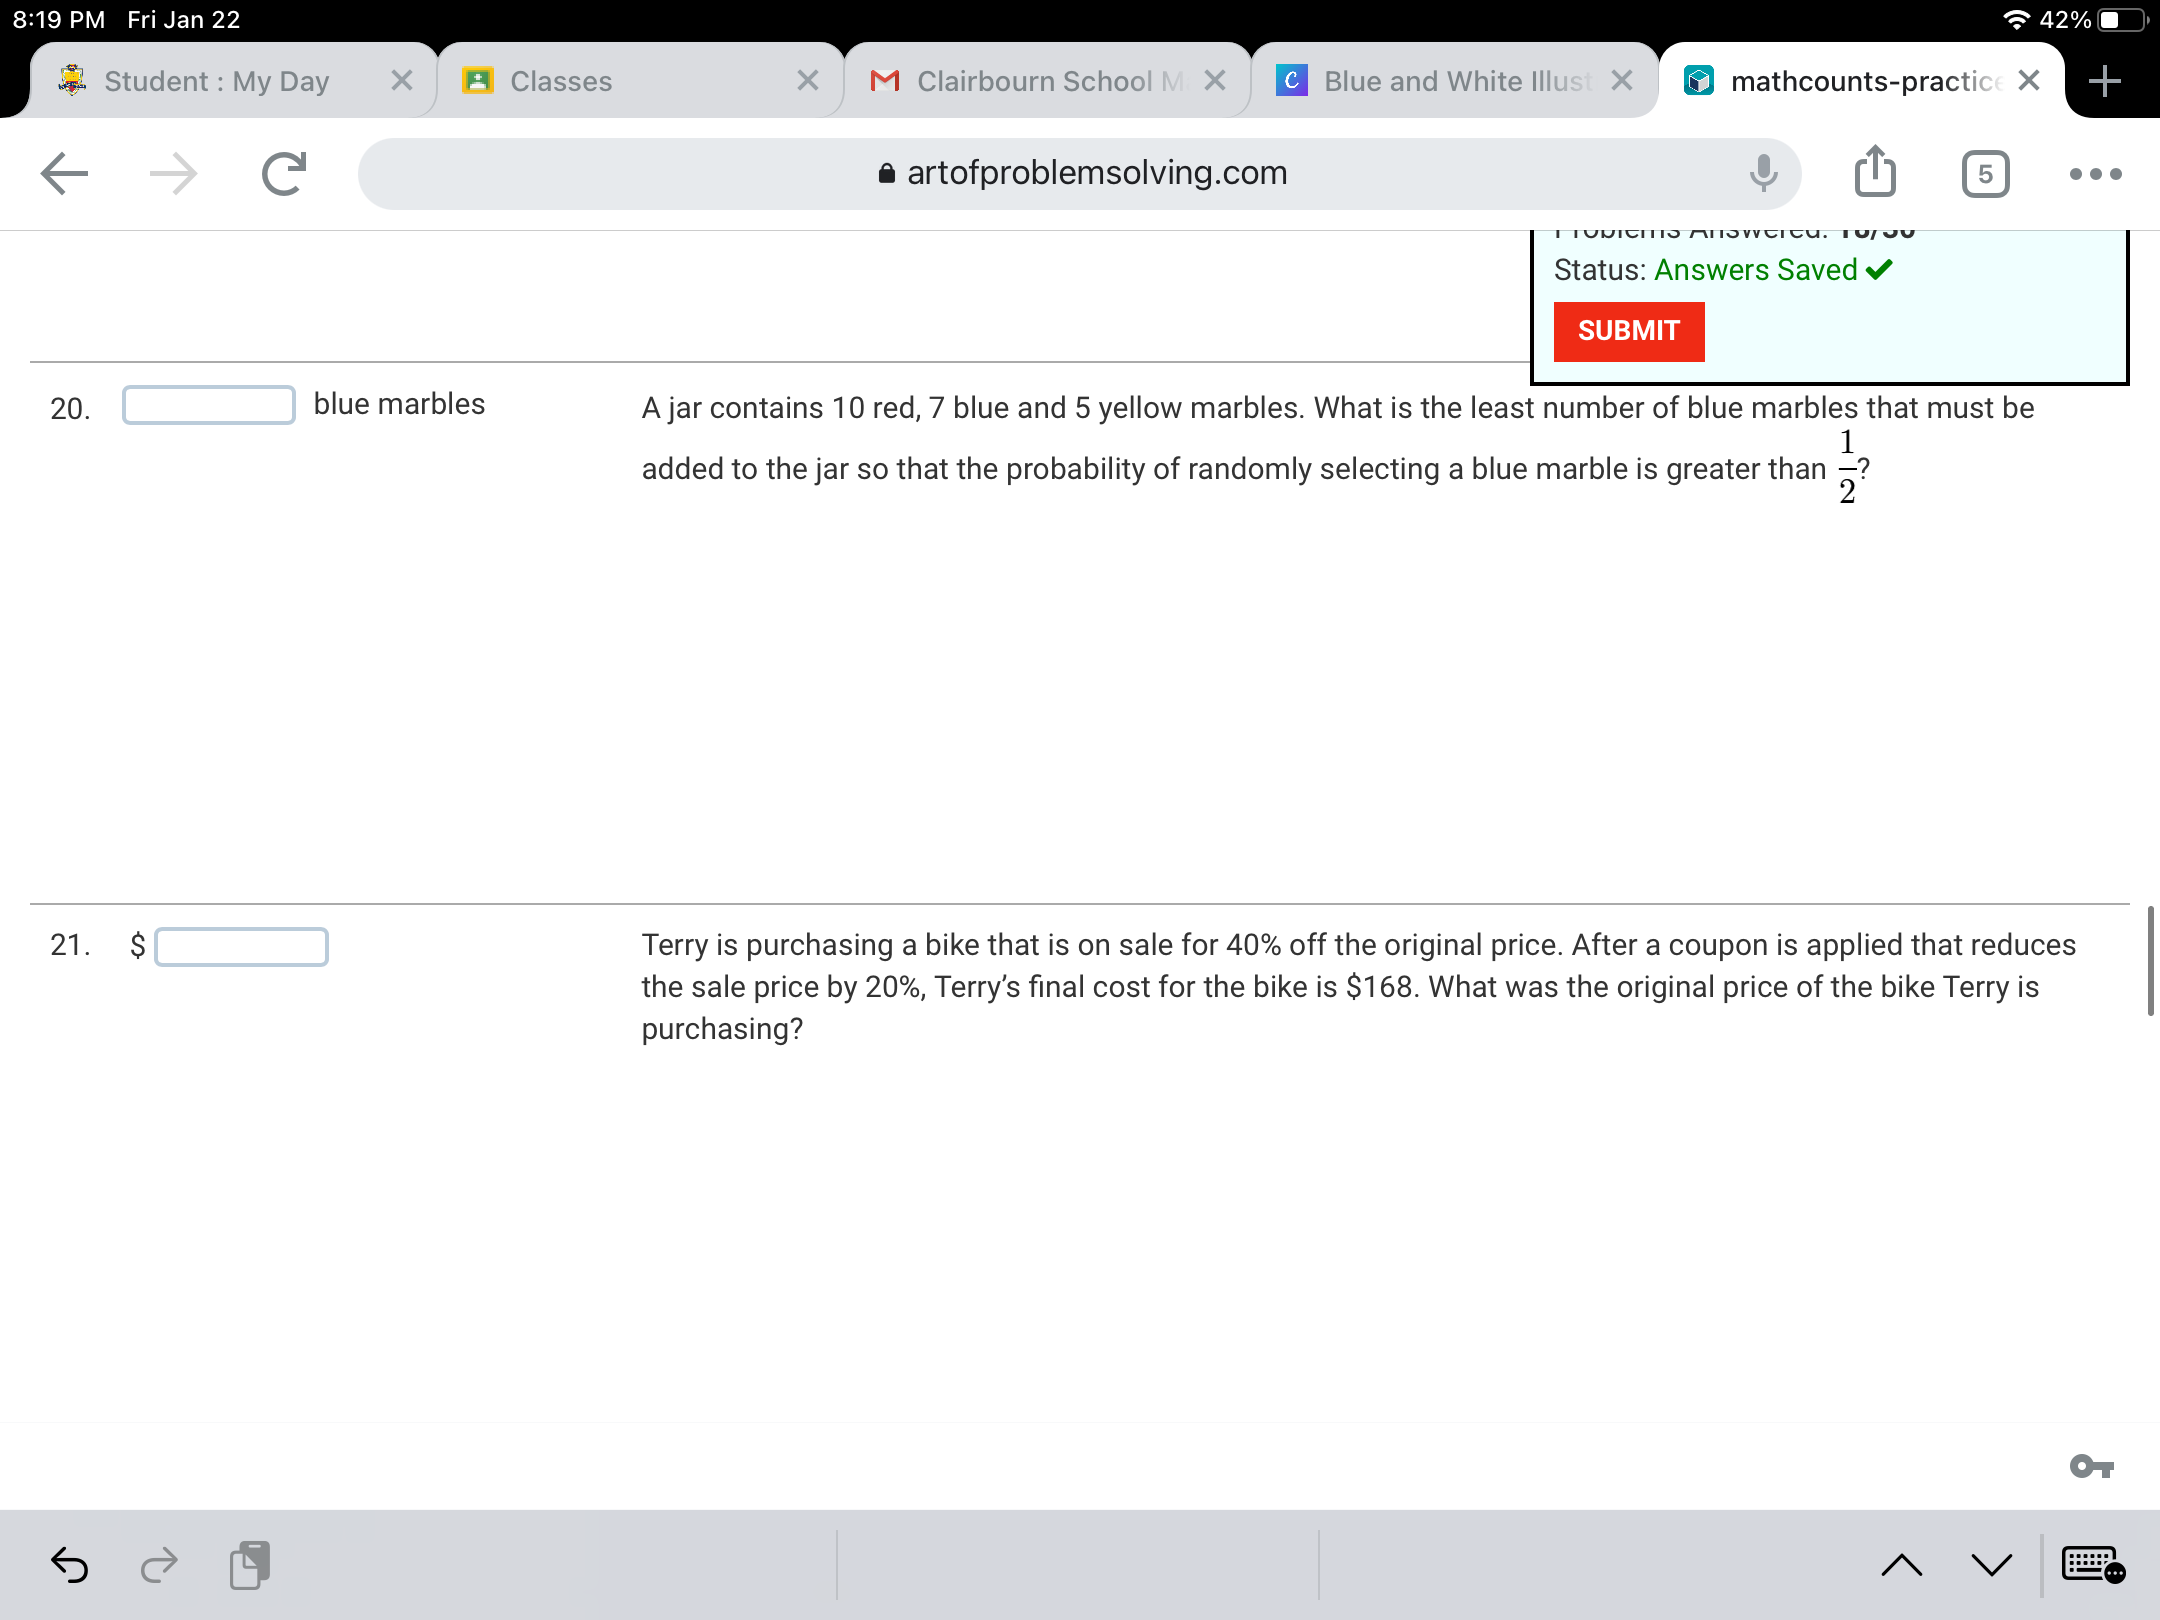 8:19 PM Fri Jan 22
42%
Student : My Day
Classes
Clairbourn School M
Blue and White Illust
mathcounts-practice
artofproblemsolving.com
5
Problems Answered: 18/30
Status: Answers Saved
SUBMIT
20. blue marbles
A jar contains 10 red, 7 blue and 5 yellow marbles. What is the least number of blue marbles that must be
added to the jar so that the probability of randomly selecting a blue marble is greater than 1/2?
21. $
Terry is purchasing a bike that is on sale for 40% off the original price. After a coupon is applied that reduces
the sale price by 20%, Terry’s final cost for the bike is $168. What was the original price of the bike Terry is
purchasing?